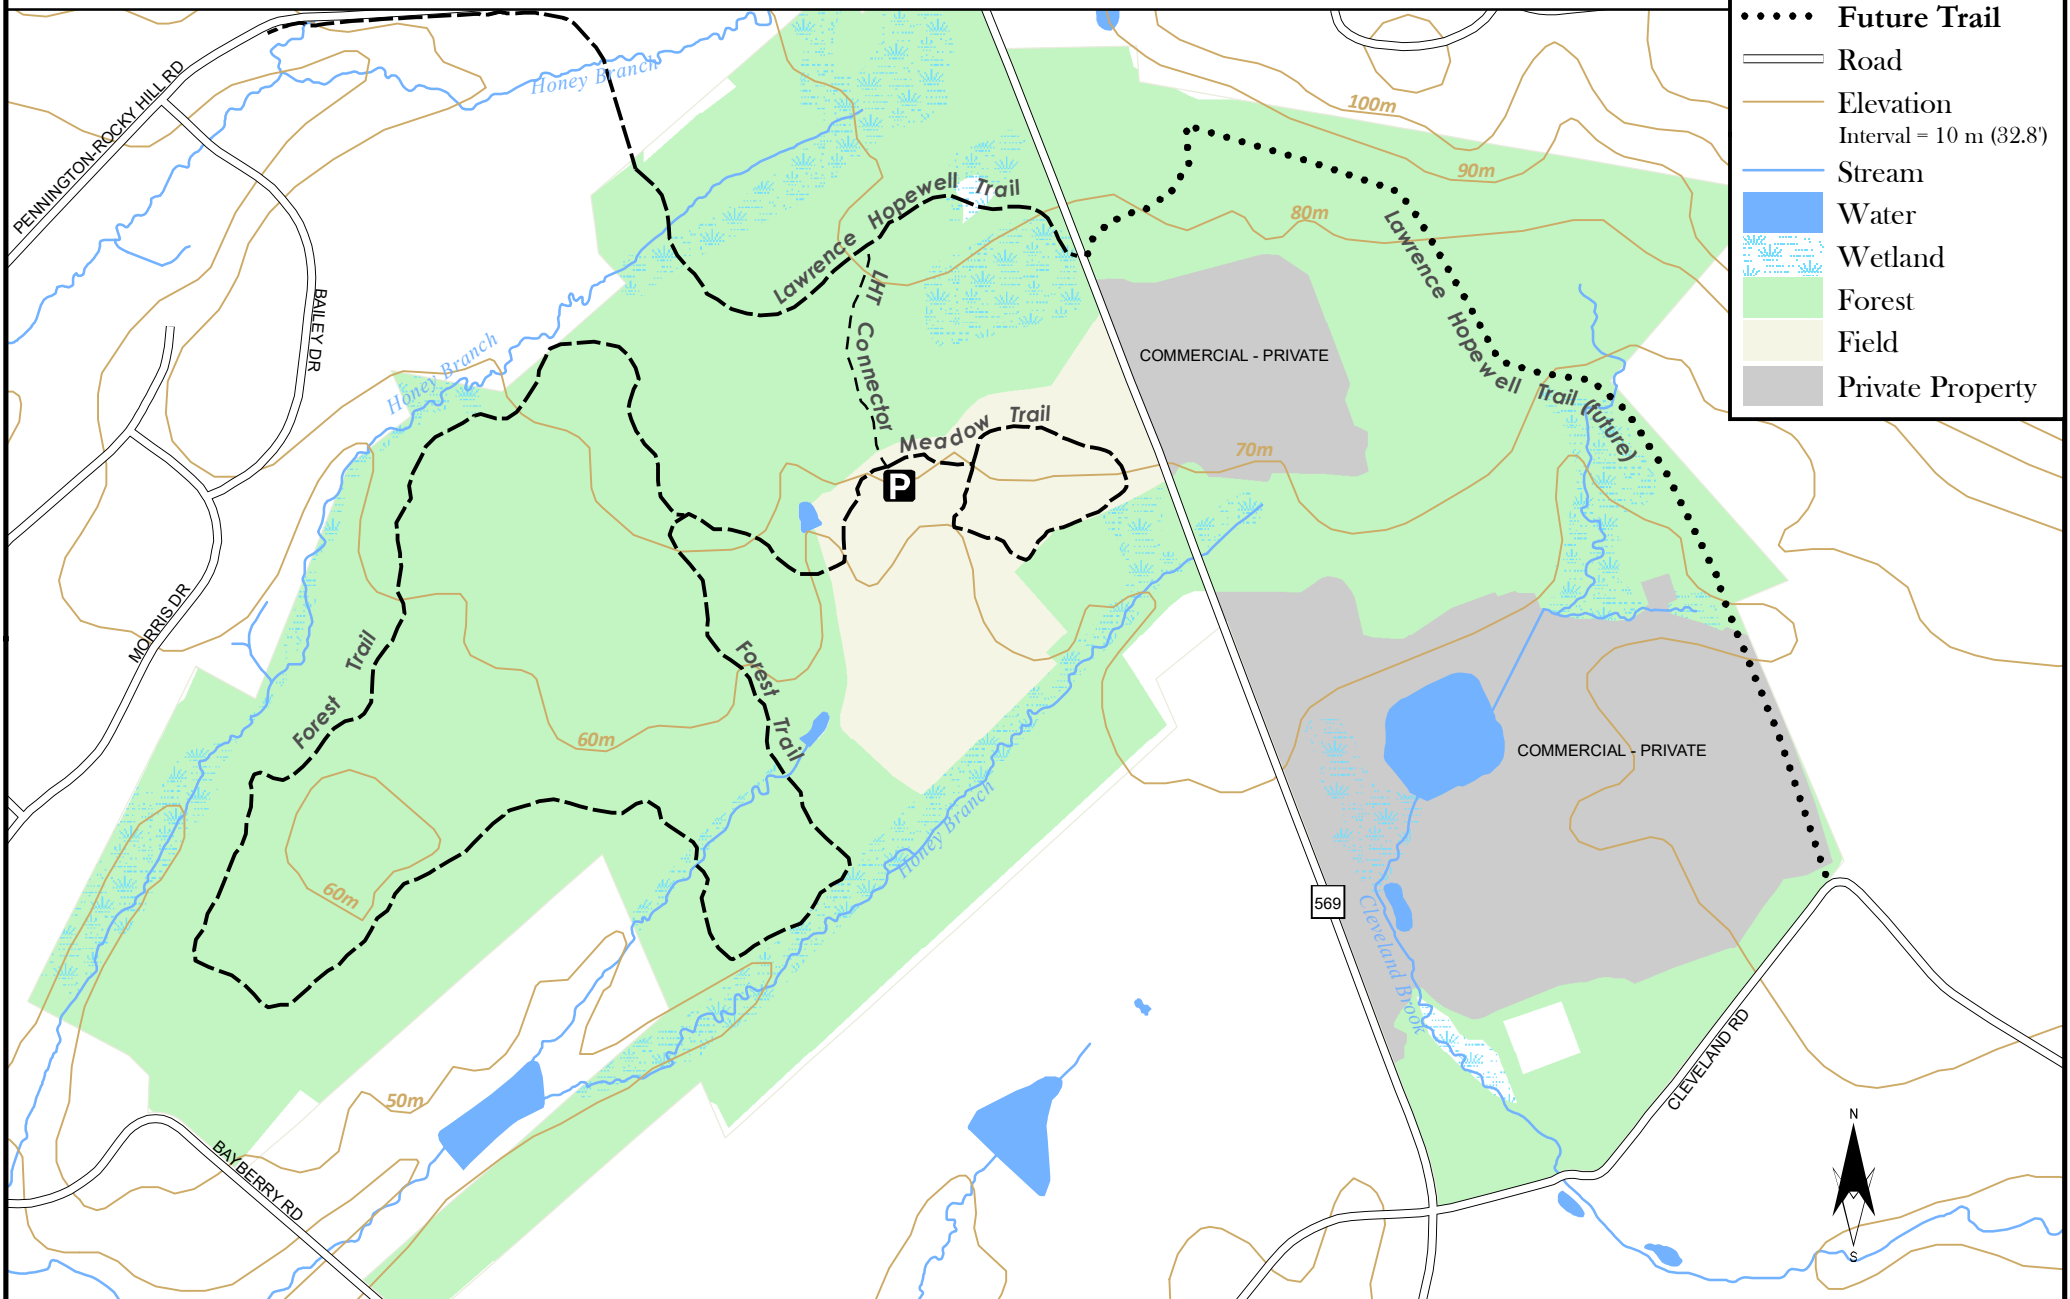 Future Trail
Road
Elevation
Interval = 10 m (32.8')
Stream
Water
Wetland
Forest
Field
Private Property
PENNINGTON-ROCKY HILL RD
Honey Branch
100m
90m
80m
Lawrence Hopewell Trail
LHT Connector
Lawrence Hopewell Trail (future)
BAILEY DR
Honey Branch
COMMERCIAL - PRIVATE
Meadow Trail
70m
P
MORRIS DR
Forest Trail
Forest Trail
60m
COMMERCIAL - PRIVATE
Honey Branch
60m
569
Cleveland Brook
CLEVELAND RD
50m
BAYBERRY RD
N
S